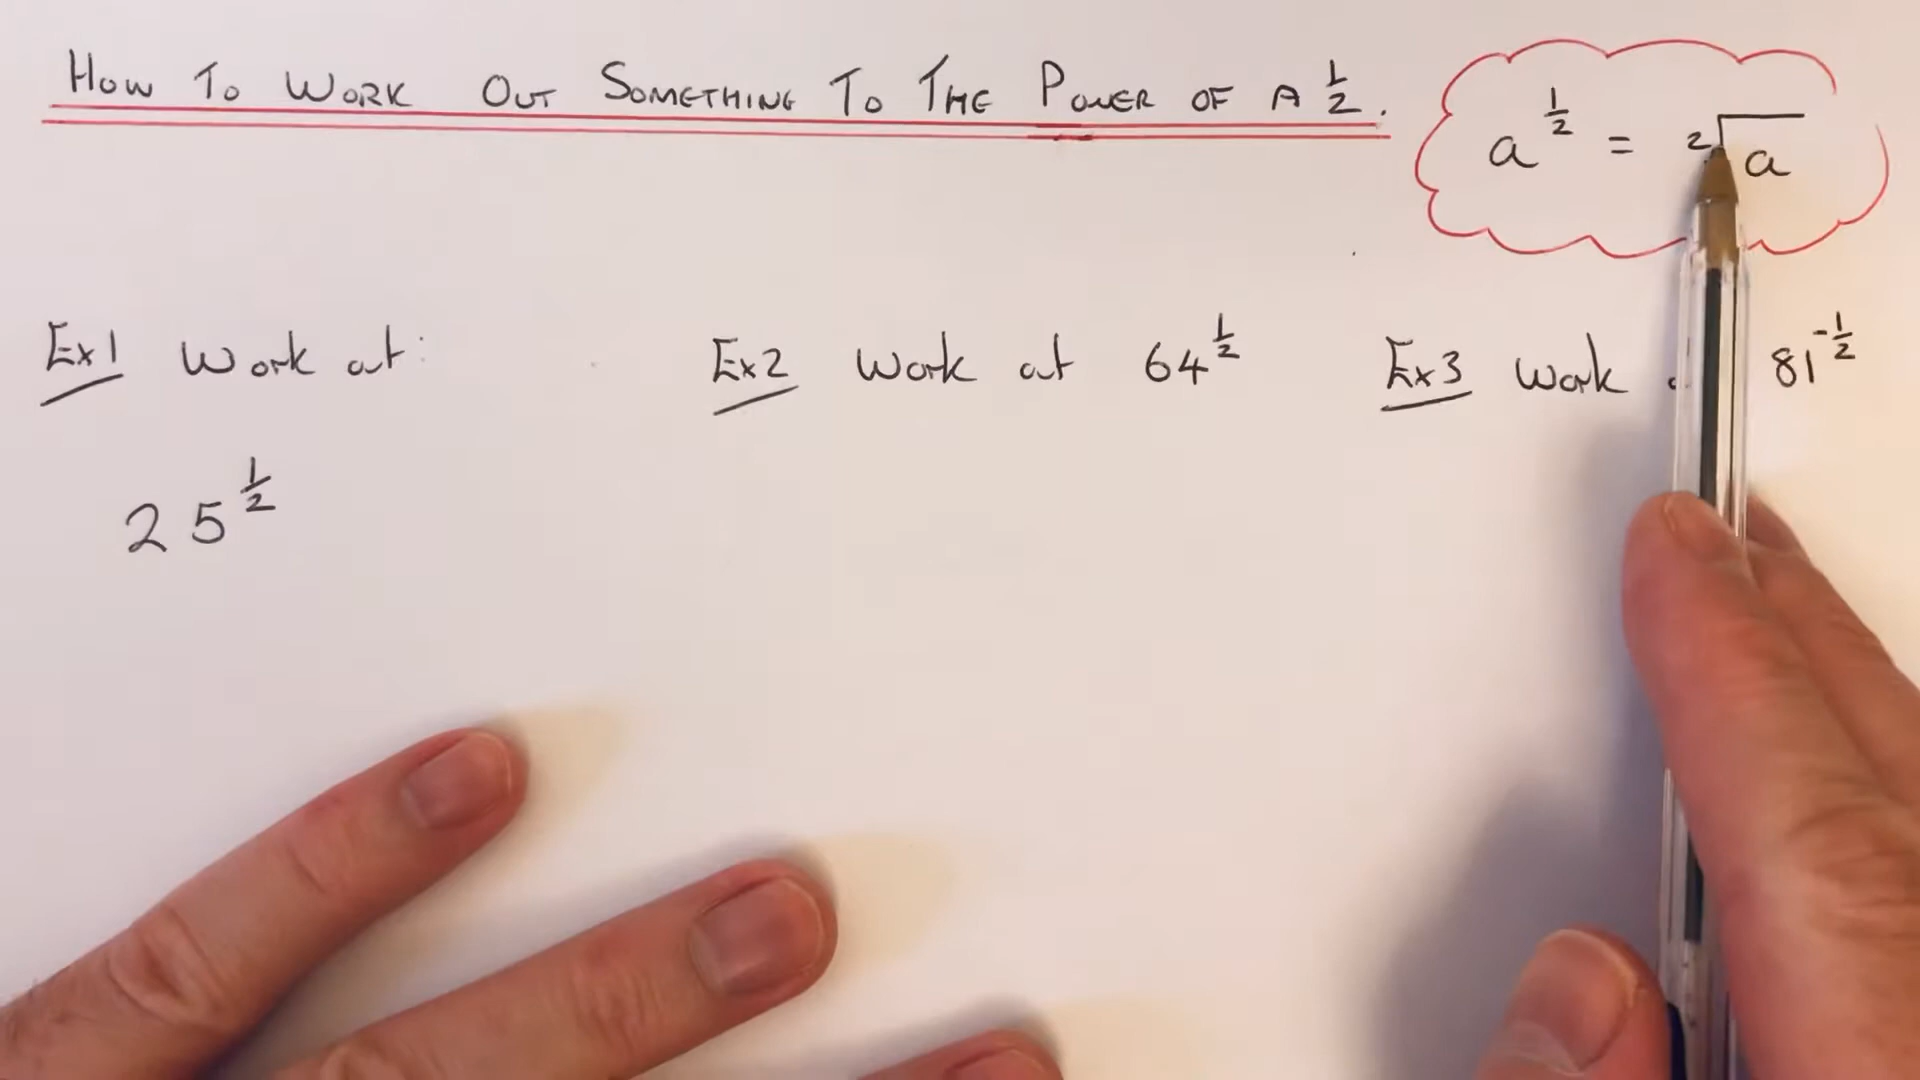 How To Work Out Something To The Power of A 1/2.
a^1/2 = ²√a
Ex1 Work out:
25^1/2
Ex2 Work out 64^1/2
Ex3 Work 81^-1/2